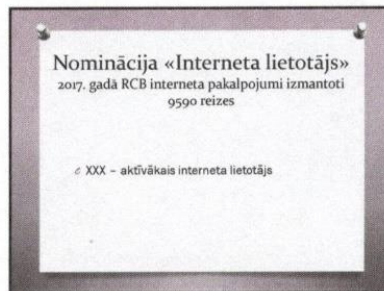 Nominācija «Interneta lietotājs»
2017. gadā RCB interneta pakalpojumi izmantoti
9590 reizes
XXX – aktīvākais interneta lietotājs